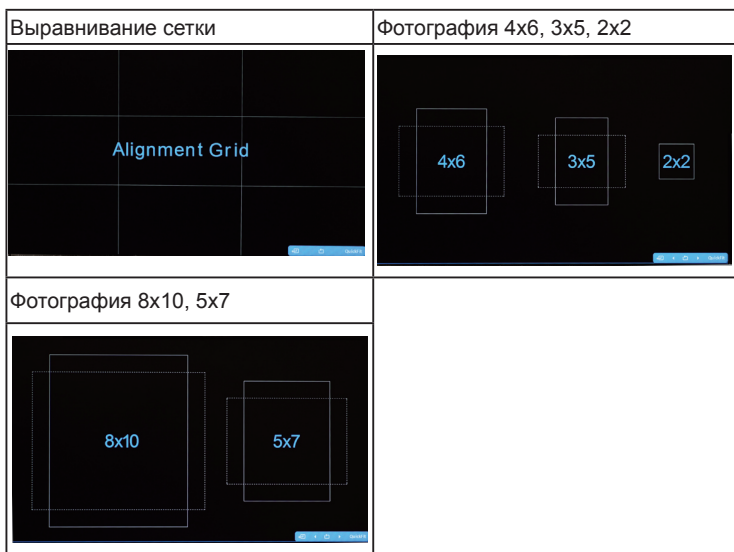 Выравнивание сетки
Фотография 4x6, 3x5, 2x2
Alignment Grid
4x6
3x5
2x2
Фотография 8x10, 5x7
8x10
5x7